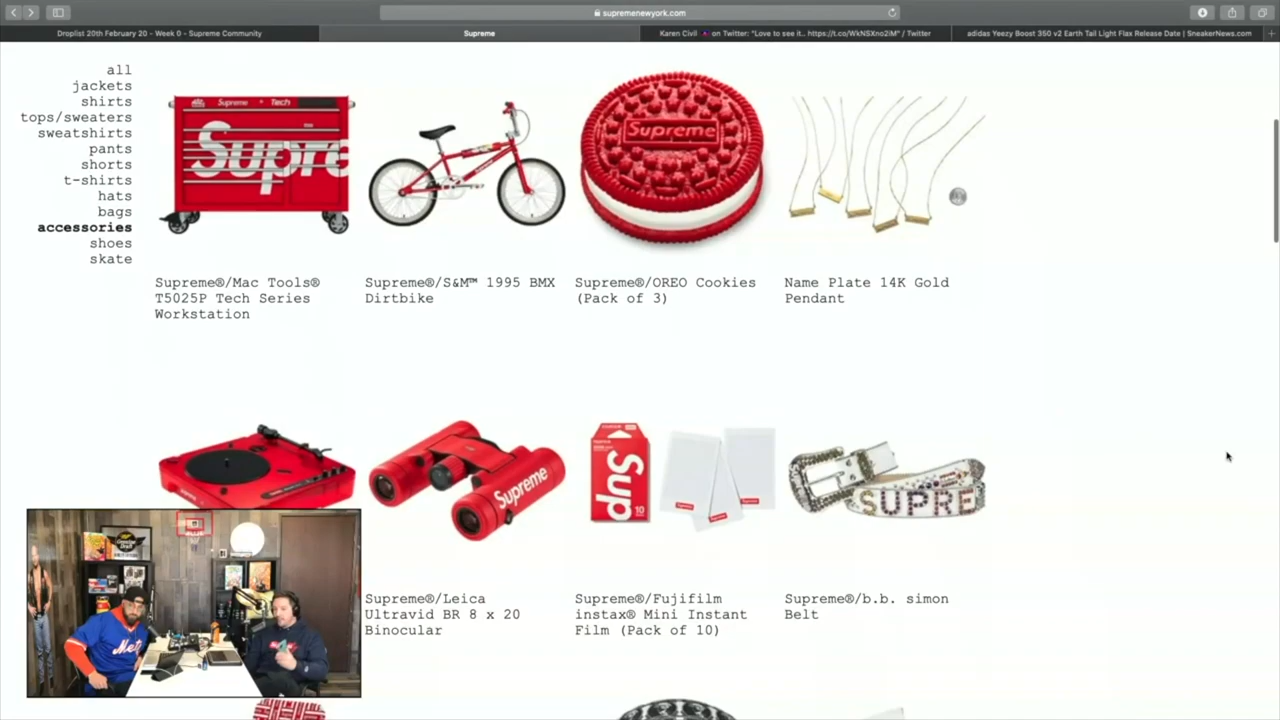 supremenewyork.com
Droplist 20th February 20 - Week 0 - Supreme Community
Supreme
Karen Civil on Twitter: "Love to see it.. https://t.co/WkNSXno2iM" / Twitter
adidas Yeezy Boost 350 v2 Earth Tail Light Flax Release Date | SneakerNews.com
all
jackets
shirts
tops/sweaters
sweatshirts
pants
shorts
t-shirts
hats
bags
accessories
shoes
skate
Supreme Tech
Supre
Supreme
Supreme®/Mac Tools®
T5025P Tech Series
Workstation
Supreme®/S&M™ 1995 BMX
Dirtbike
Supreme®/OREO Cookies
(Pack of 3)
Name Plate 14K Gold
Pendant
Supreme
Sup
10
SUPRE
Supreme®/Leica
Ultravid BR 8 x 20
Binocular
Supreme®/Fujifilm
instax® Mini Instant
Film (Pack of 10)
Supreme®/b.b. simon
Belt
Mets